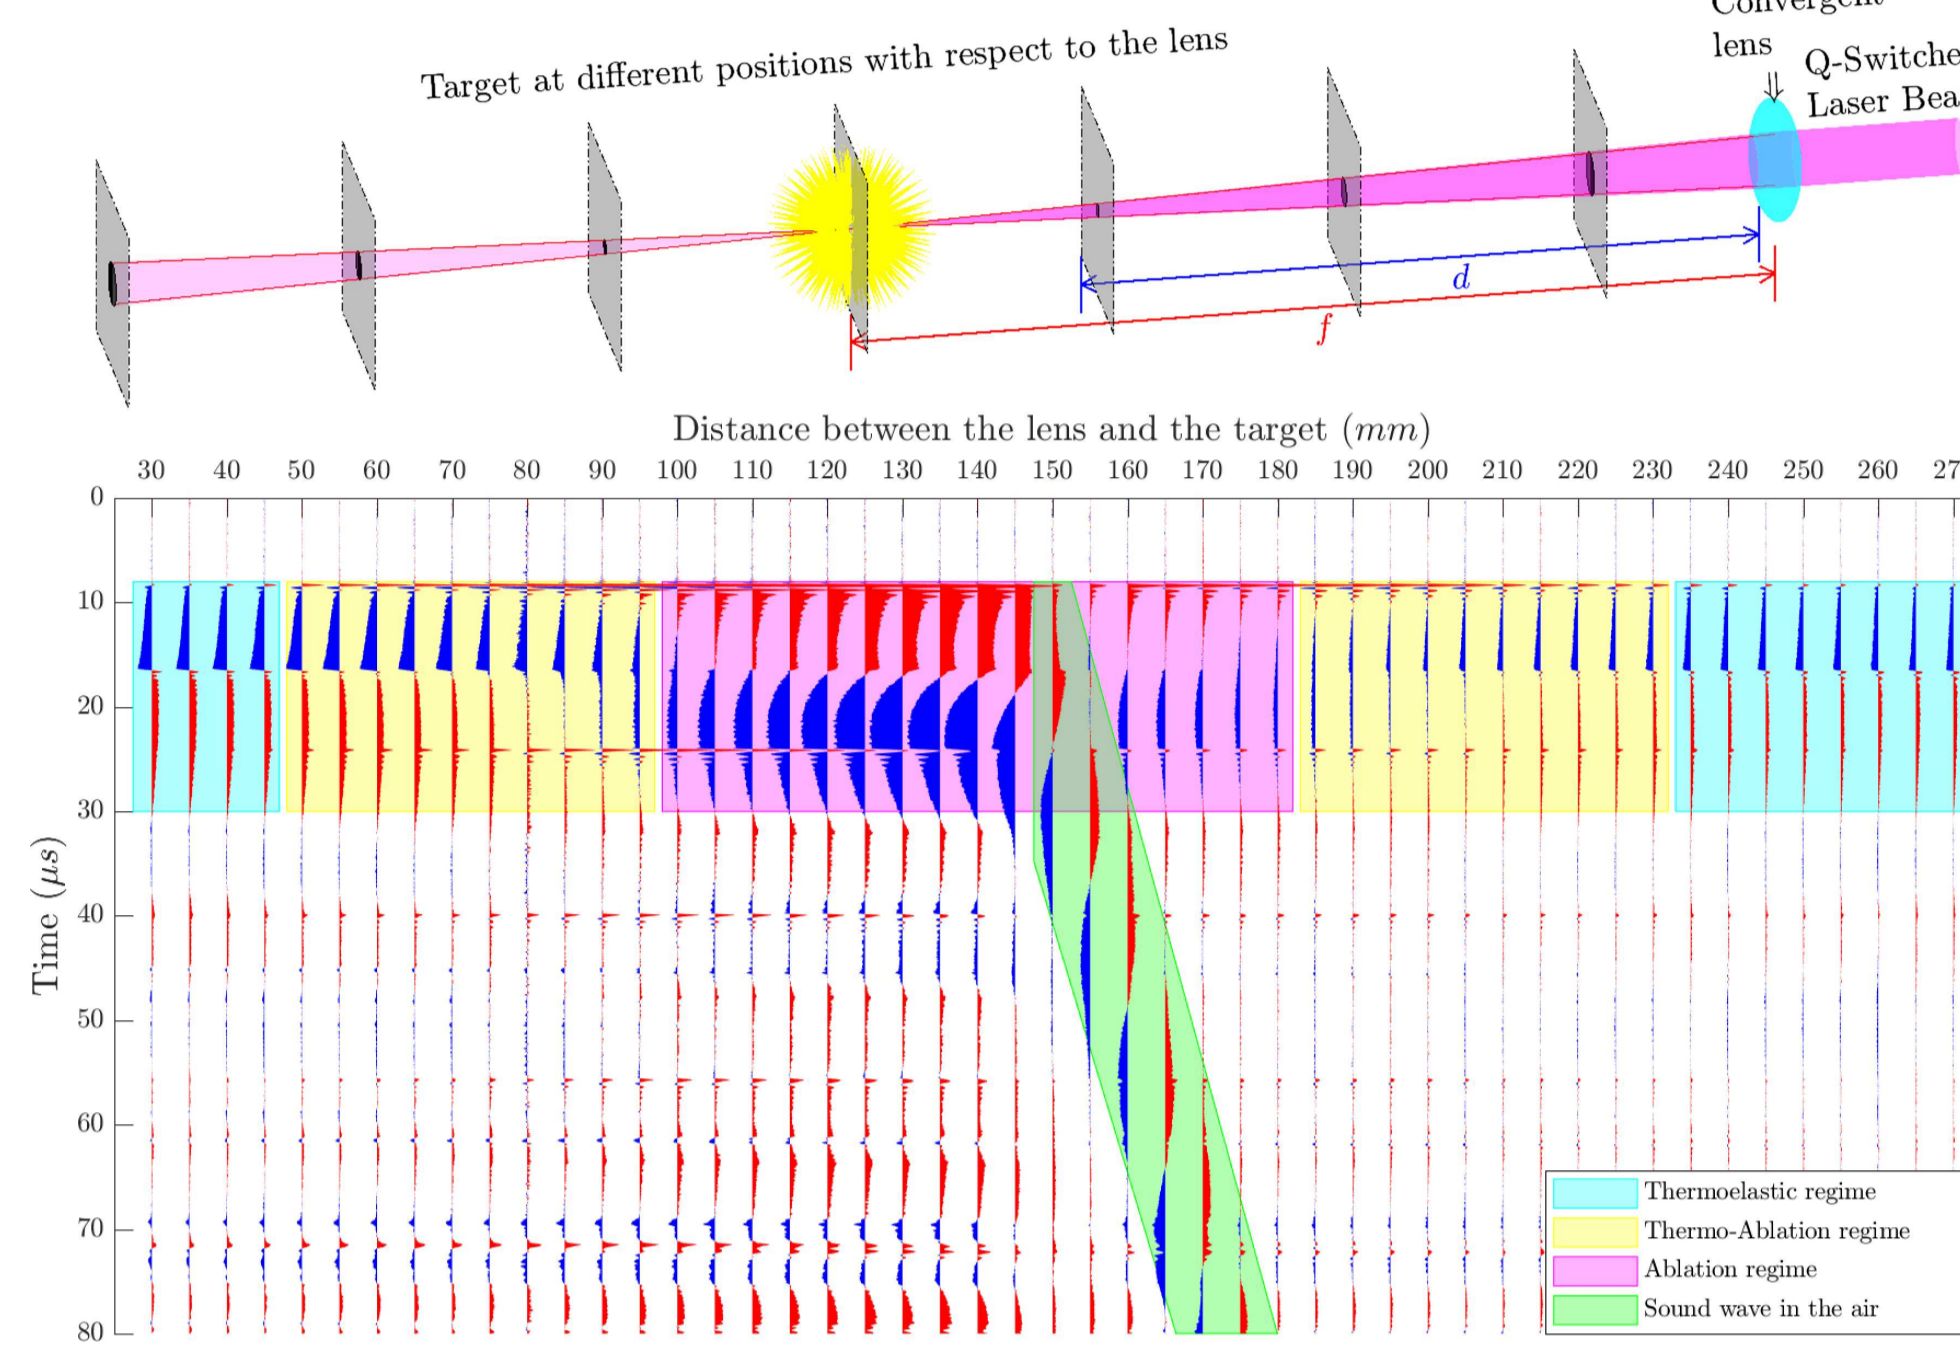 Convergent
lens
Q-Switche
Laser Bea
Target at different positions with respect to the lens
d
f
Distance between the lens and the target (mm)
30 40 50 60 70 80 90 100 110 120 130 140 150 160 170 180 190 200 210 220 230 240 250 260 27
0
10
20
30
40
50
60
70
80
Time (μs)
Thermoelastic regime
Thermo-Ablation regime
Ablation regime
Sound wave in the air